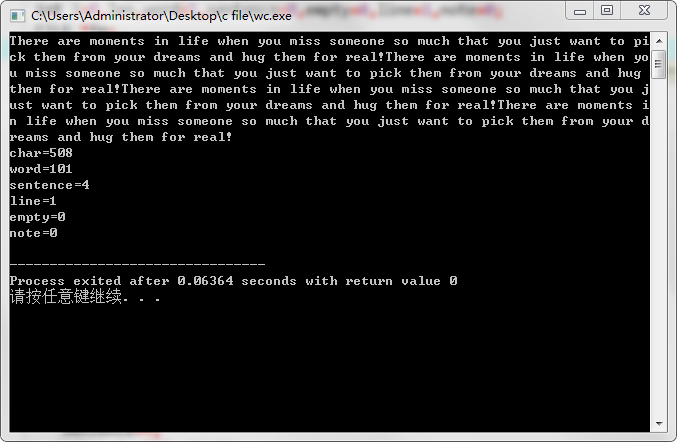 C:\Users\Administrator\Desktop\c file\wc.exe
There are moments in life when you miss someone so much that you just want to pi
ck them from your dreams and hug them for real!There are moments in life when yo
u miss someone so much that you just want to pick them from your dreams and hug
them for real!There are moments in life when you miss someone so much that you j
ust want to pick them from your dreams and hug them for real!There are moments i
n life when you miss someone so much that you just want to pick them from your d
reams and hug them for real!
char=508
word=101
sentence=4
line=1
empty=0
note=0
--------------------------------
Process exited after 0.06364 seconds with return value 0
请按任意键继续. . .